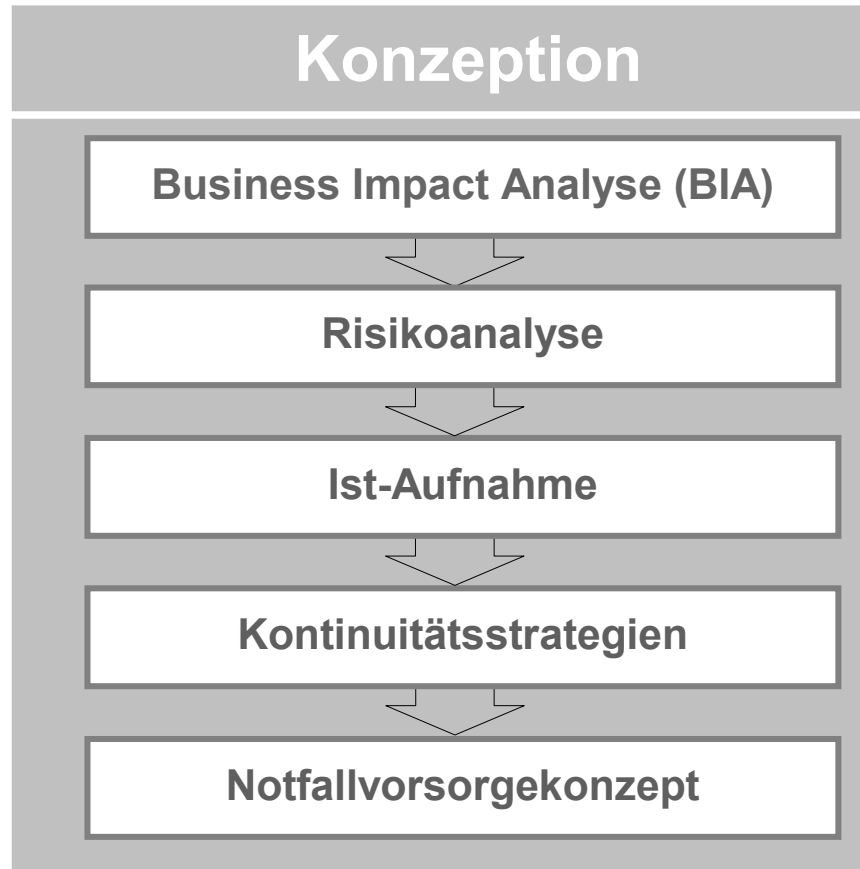 Konzeption
Business Impact Analyse (BIA)
Risikoanalyse
Ist-Aufnahme
Kontinuitätsstrategien
Notfallvorsorgekonzept